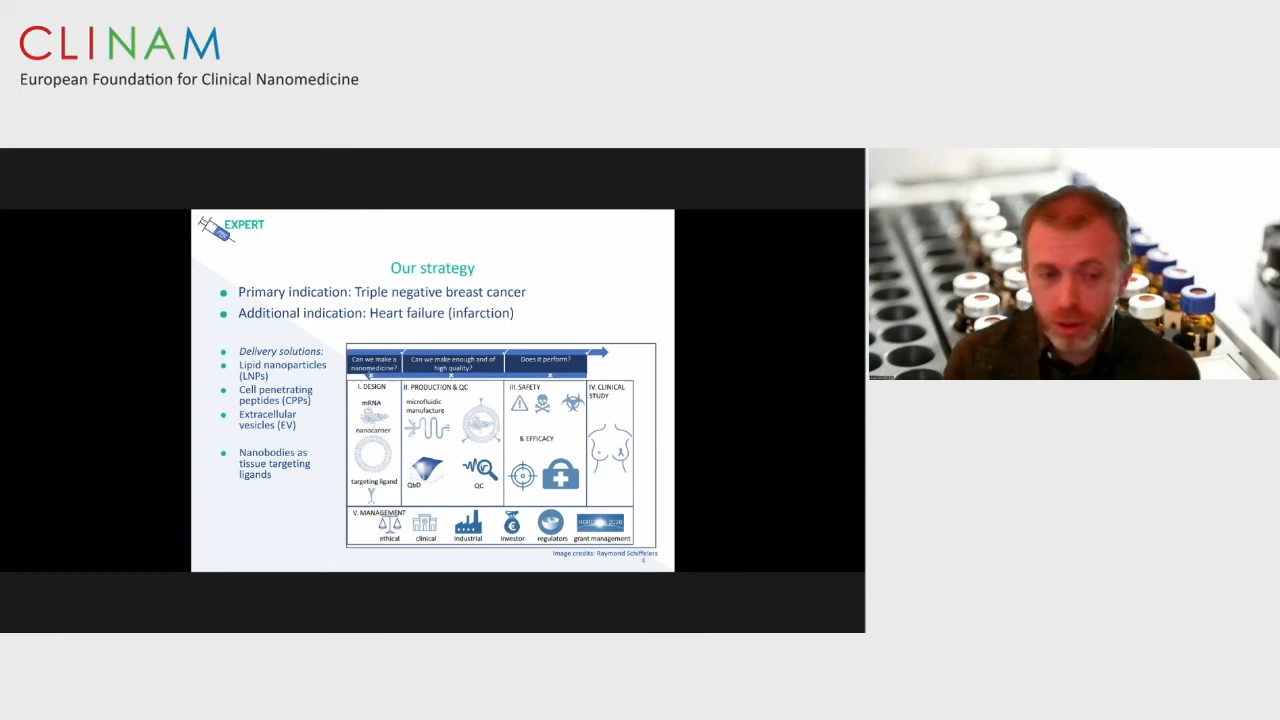 CLINAM
European Foundation for Clinical Nanomedicine
EXPERT
Our strategy
Primary indication: Triple negative breast cancer
Additional indication: Heart failure (infarction)
Delivery solutions:
Lipid nanoparticles
(LNPs)
Cell penetrating
peptides (CPPs)
Extracellular
vesicles (EV)
Nanobodies as
tissue targeting
ligands
Can we make a
nanomedicine?
Can we make enough and of
high quality?
Does it perform?
I. DESIGN
mRNA
nanocarrier
targeting ligand
II. PRODUCTION & QC
microfluidic
manufacture
QbD
QC
III. SAFETY
& EFFICACY
IV. CLINICAL
STUDY
V. MANAGEMENT
ethical
clinical
industrial
investor
regulators
HORIZON 2020
grant management
Image credits: Raymond Schiffelers